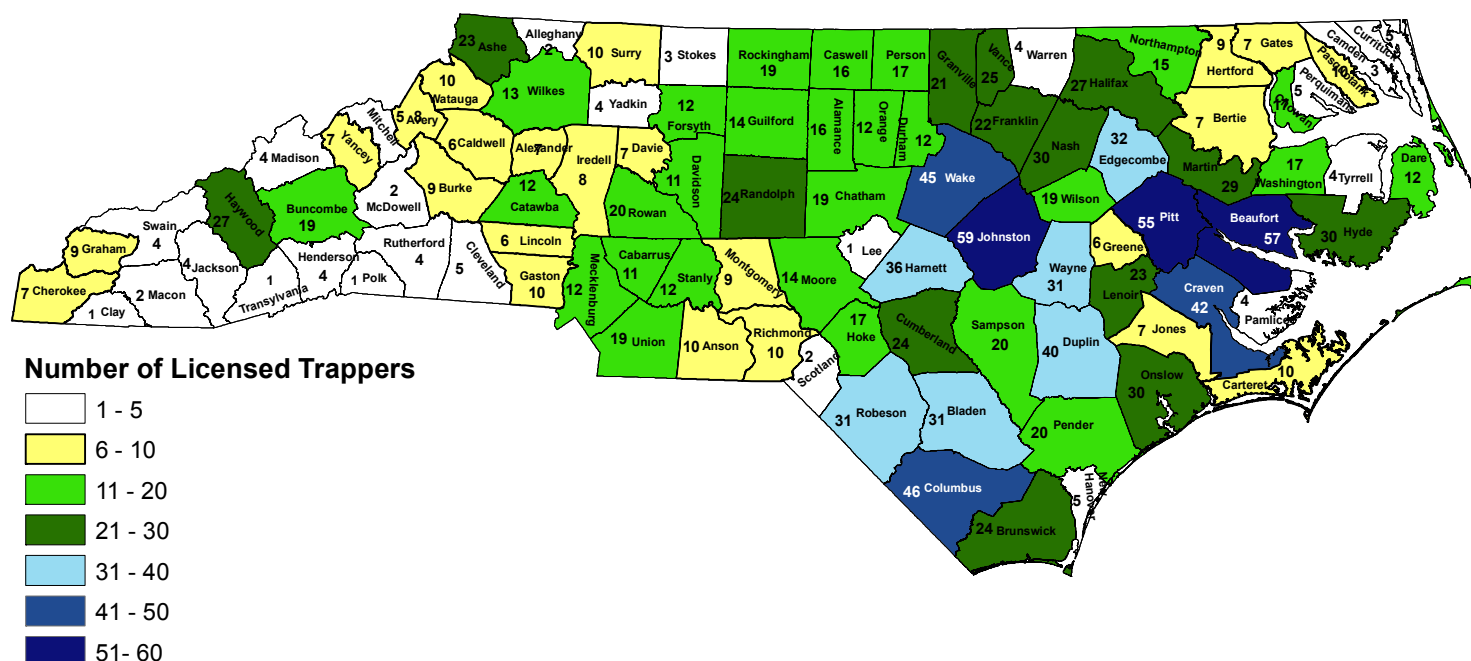 23 Ashe
Alleghany
2
10 Surry
3 Stokes
Rockingham
19
Caswell
16
Person
17
Granville
21
Vance
25
4 Warren
Northampton
15
9
Hertford
7 Gates
Camden
Currituck
3
Pasquotank
10
Perquimans
5
Chowan
27 Halifax
10
Watauga
13 Wilkes
4
Yadkin
12
Forsyth
14 Guilford
Alamance
16
Orange
12
Durham
12
22 Franklin
Nash
30
32
Edgecombe
7 Bertie
Martin
29
17
Washington
4 Tyrrell
Dare
12
5 Avery
8
Mitchell
7
Yancey
4 Madison
6 Caldwell
Alexander
7
Iredell
8
7 Davie
Davidson
11
24 Randolph
19 Chatham
45 Wake
19 Wilson
55 Pitt
Beaufort
57
30 Hyde
Haywood
27
Buncombe
19
2
McDowell
9 Burke
12
Catawba
20 Rowan
1 Lee
59 Johnston
6
Greene
Swain
4
9 Graham
4
Jackson
Henderson
4
Rutherford
4
Cleveland
5
6 Lincoln
Gaston
10
Mecklenburg
12
Cabarrus
11
Stanly
12
Montgomery
9
14 Moore
36 Harnett
Wayne
31
23
Lenoir
Craven
42
4
Pamlico
7 Cherokee
1 Clay
2 Macon
1
Transylvania
1 Polk
19 Union
10 Anson
Richmond
10
2
Scotland
17
Hoke
Cumberland
24
Sampson
20
Duplin
40
7 Jones
Onslow
30
Carteret
10
Robeson
31
Bladen
31
20 Pender
46 Columbus
24 Brunswick
New
Hanover
5
Number of Licensed Trappers
1 - 5
6 - 10
11 - 20
21 - 30
31 - 40
41 - 50
51- 60